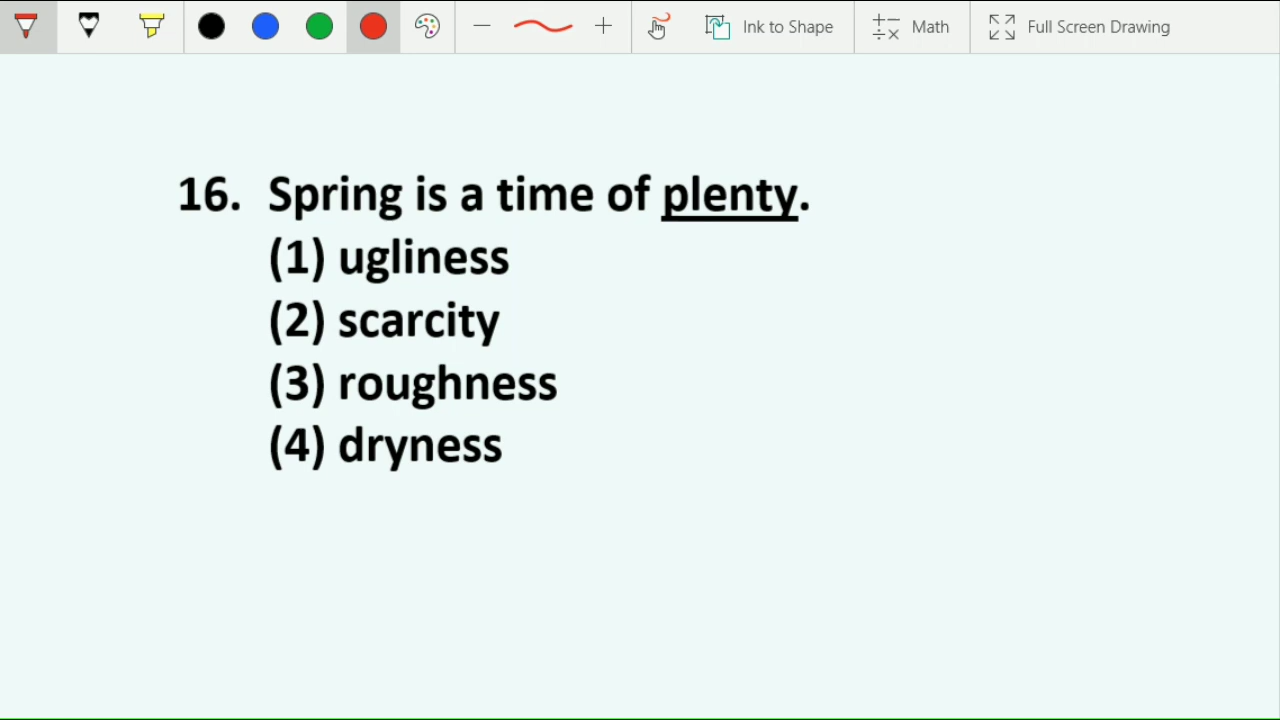 Ink to Shape Math Full Screen Drawing
16. Spring is a time of plenty.
(1) ugliness
(2) scarcity
(3) roughness
(4) dryness